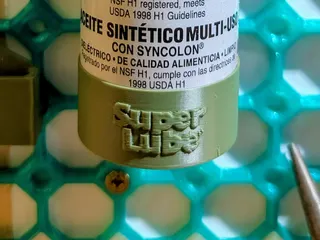 NSF H1 registered, meets
USDA 1998 H1 Guidelines
ACEITE SINTÉTICO MULTI-USO
CON SYNCOLON®
DIELÉCTRICO • DE CALIDAD ALIMENTICIA •
registrado por el NSF H1, cumple con las directrices
1998 USDA H1
Super
Lube